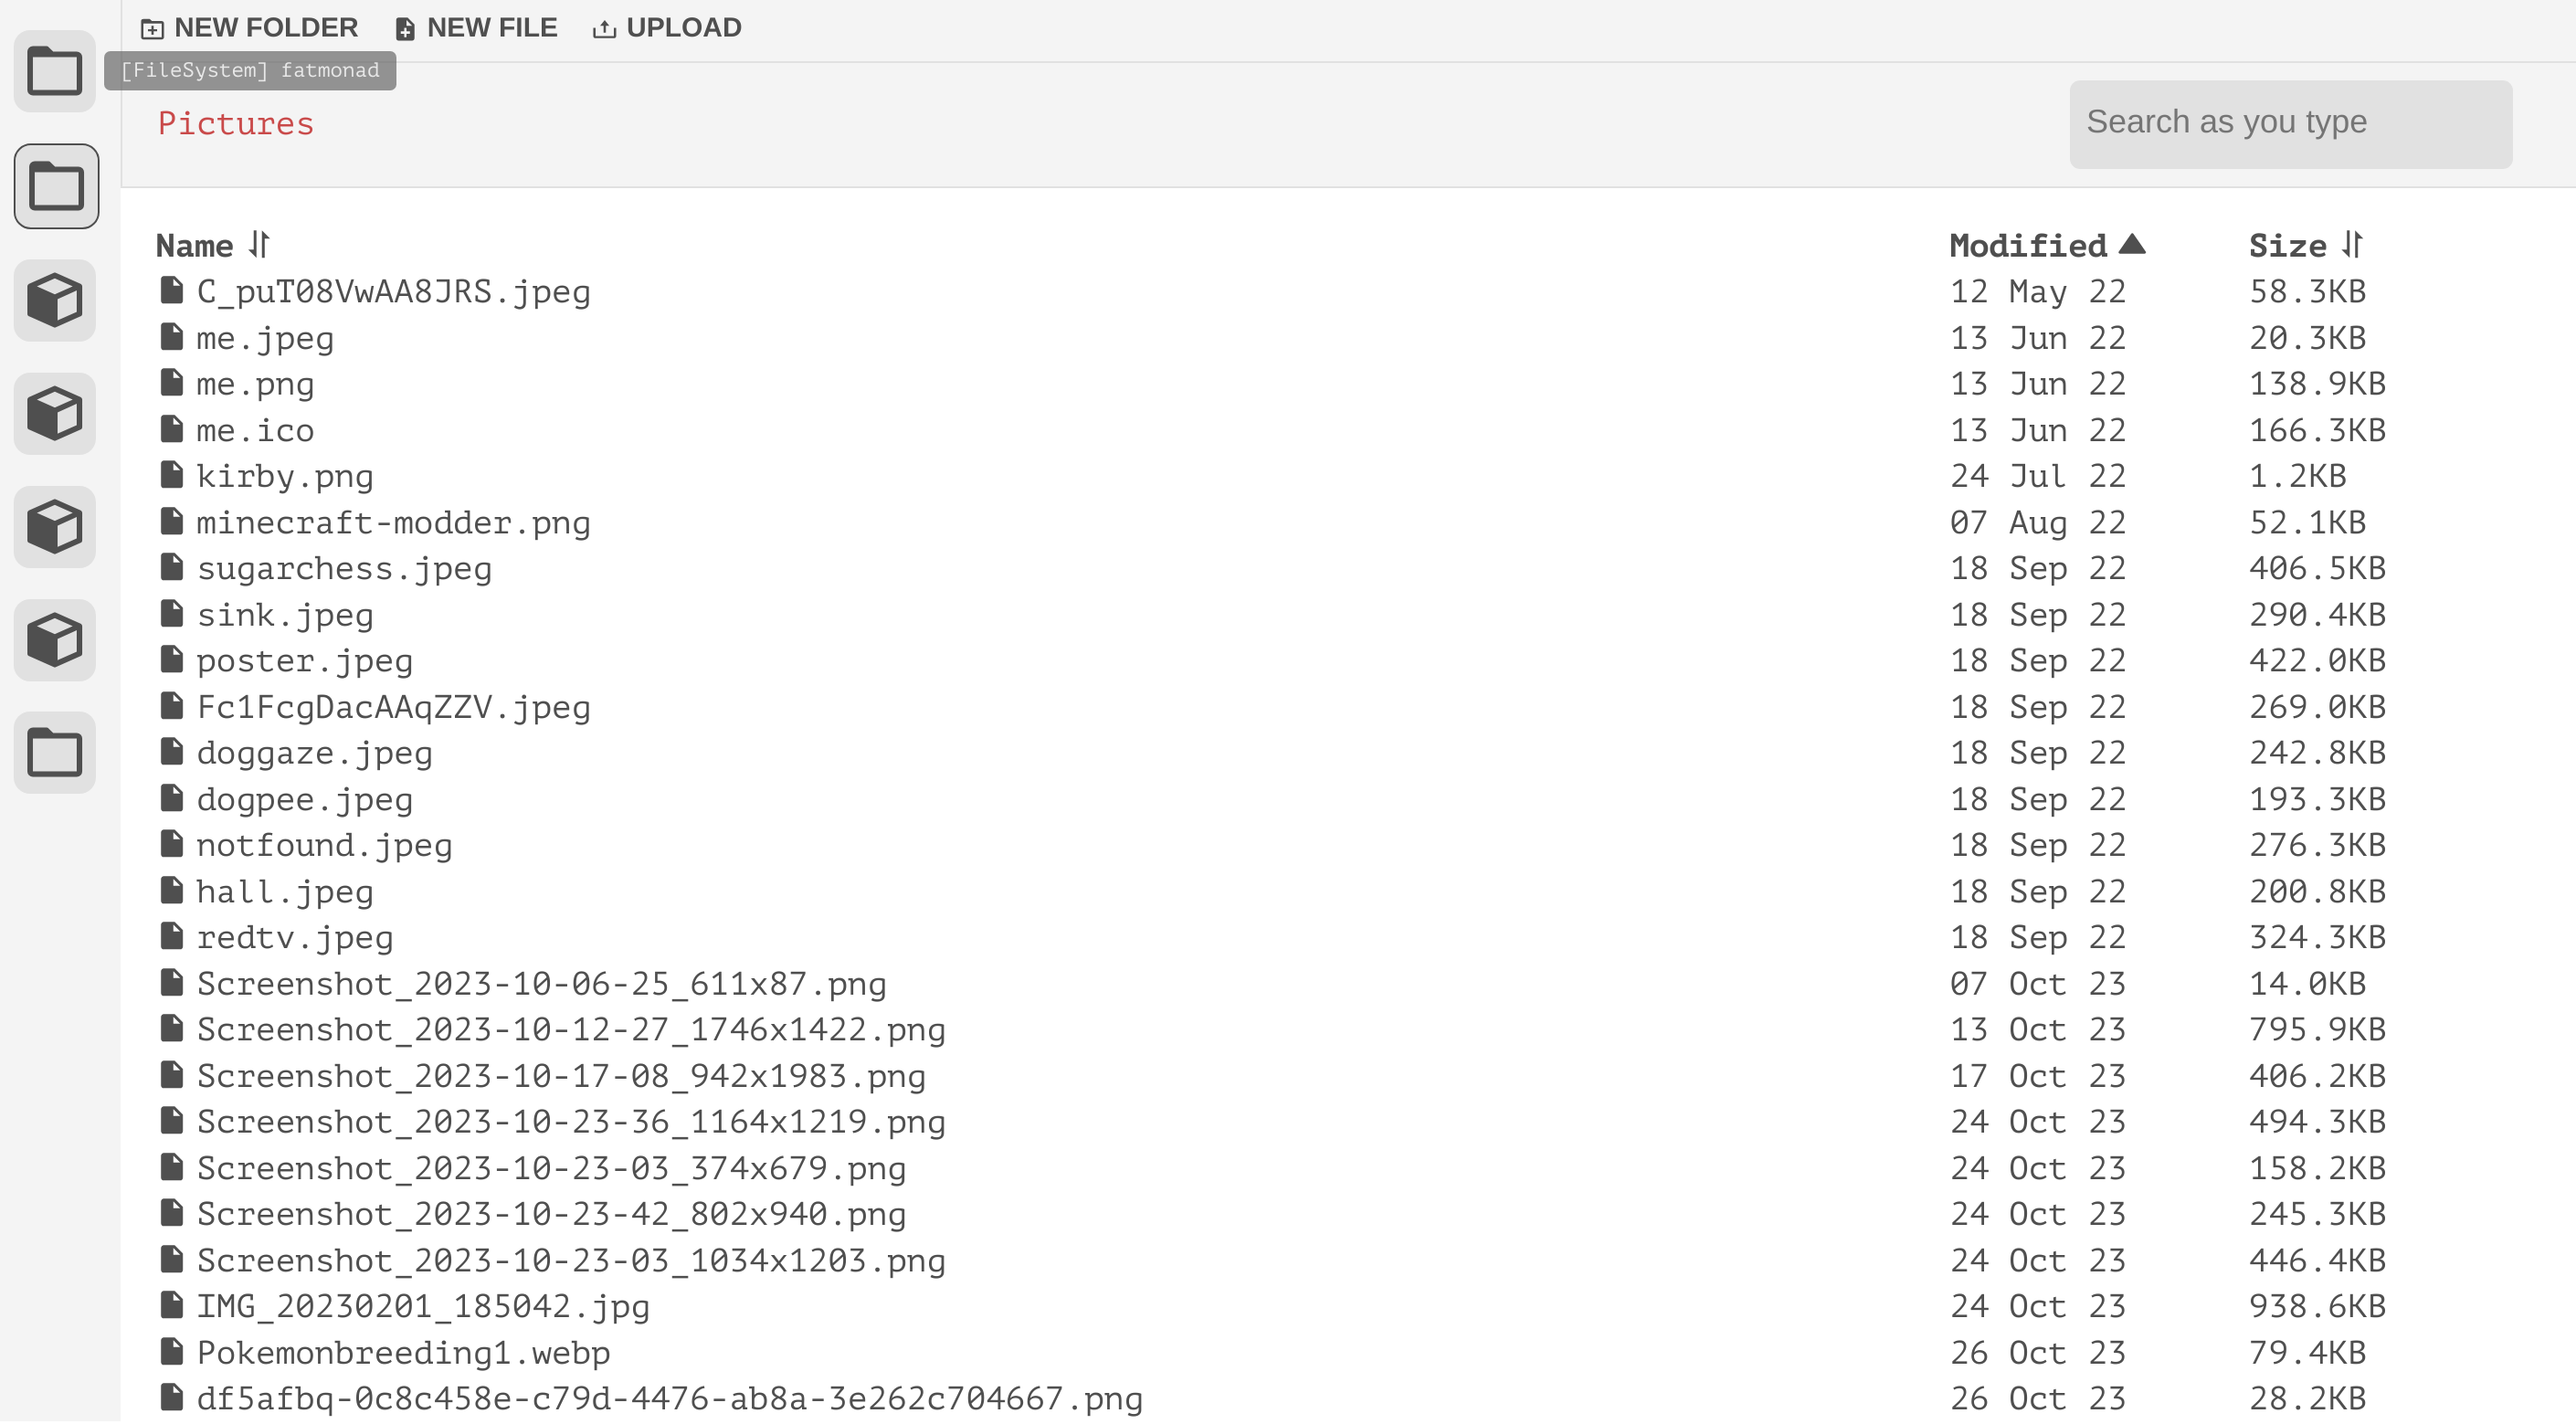 NEW FOLDER NEW FILE UPLOAD
[FileSystem] fatmonad
Pictures Search as you type
Name Modified Size
C_puT08VwAA8JRS.jpeg 12 May 22 58.3KB
me.jpeg 13 Jun 22 20.3KB
me.png 13 Jun 22 138.9KB
me.ico 13 Jun 22 166.3KB
kirby.png 24 Jul 22 1.2KB
minecraft-modder.png 07 Aug 22 52.1KB
sugarchess.jpeg 18 Sep 22 406.5KB
sink.jpeg 18 Sep 22 290.4KB
poster.jpeg 18 Sep 22 422.0KB
Fc1FcgDacAAqZZV.jpeg 18 Sep 22 269.0KB
doggaze.jpeg 18 Sep 22 242.8KB
dogpee.jpeg 18 Sep 22 193.3KB
notfound.jpeg 18 Sep 22 276.3KB
hall.jpeg 18 Sep 22 200.8KB
redtv.jpeg 18 Sep 22 324.3KB
Screenshot_2023-10-06-25_611x87.png 07 Oct 23 14.0KB
Screenshot_2023-10-12-27_1746x1422.png 13 Oct 23 795.9KB
Screenshot_2023-10-17-08_942x1983.png 17 Oct 23 406.2KB
Screenshot_2023-10-23-36_1164x1219.png 24 Oct 23 494.3KB
Screenshot_2023-10-23-03_374x679.png 24 Oct 23 158.2KB
Screenshot_2023-10-23-42_802x940.png 24 Oct 23 245.3KB
Screenshot_2023-10-23-03_1034x1203.png 24 Oct 23 446.4KB
IMG_20230201_185042.jpg 24 Oct 23 938.6KB
Pokemonbreeding1.webp 26 Oct 23 79.4KB
df5afbq-0c8c458e-c79d-4476-ab8a-3e262c704667.png 26 Oct 23 28.2KB